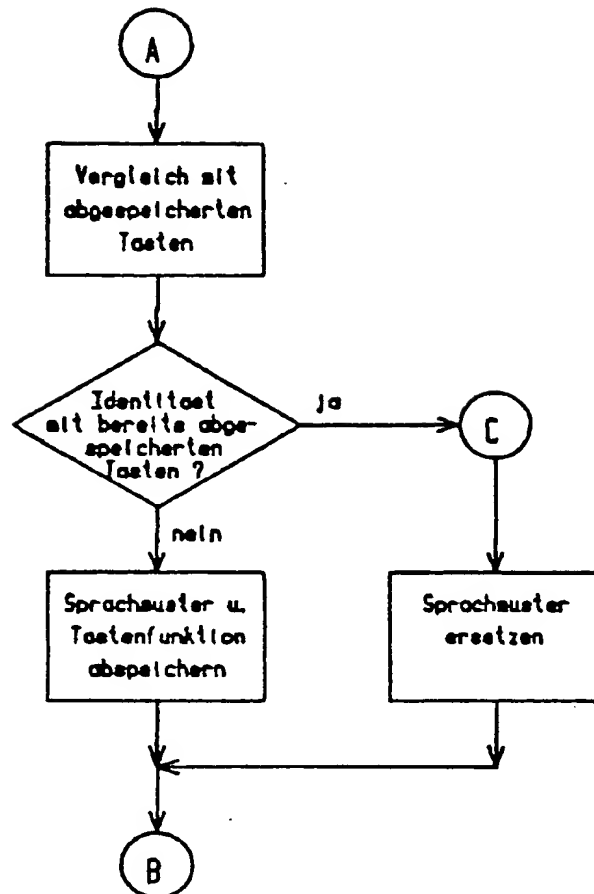 A
Vergleich mit
abgespeicherten
Tasten
Identitaet
mit bereits abge-
speicherten
Tasten ?
ja
C
nein
Sprachmuster u.
Tastenfunktion
abspeichern
Sprachmuster
ersetzen
B